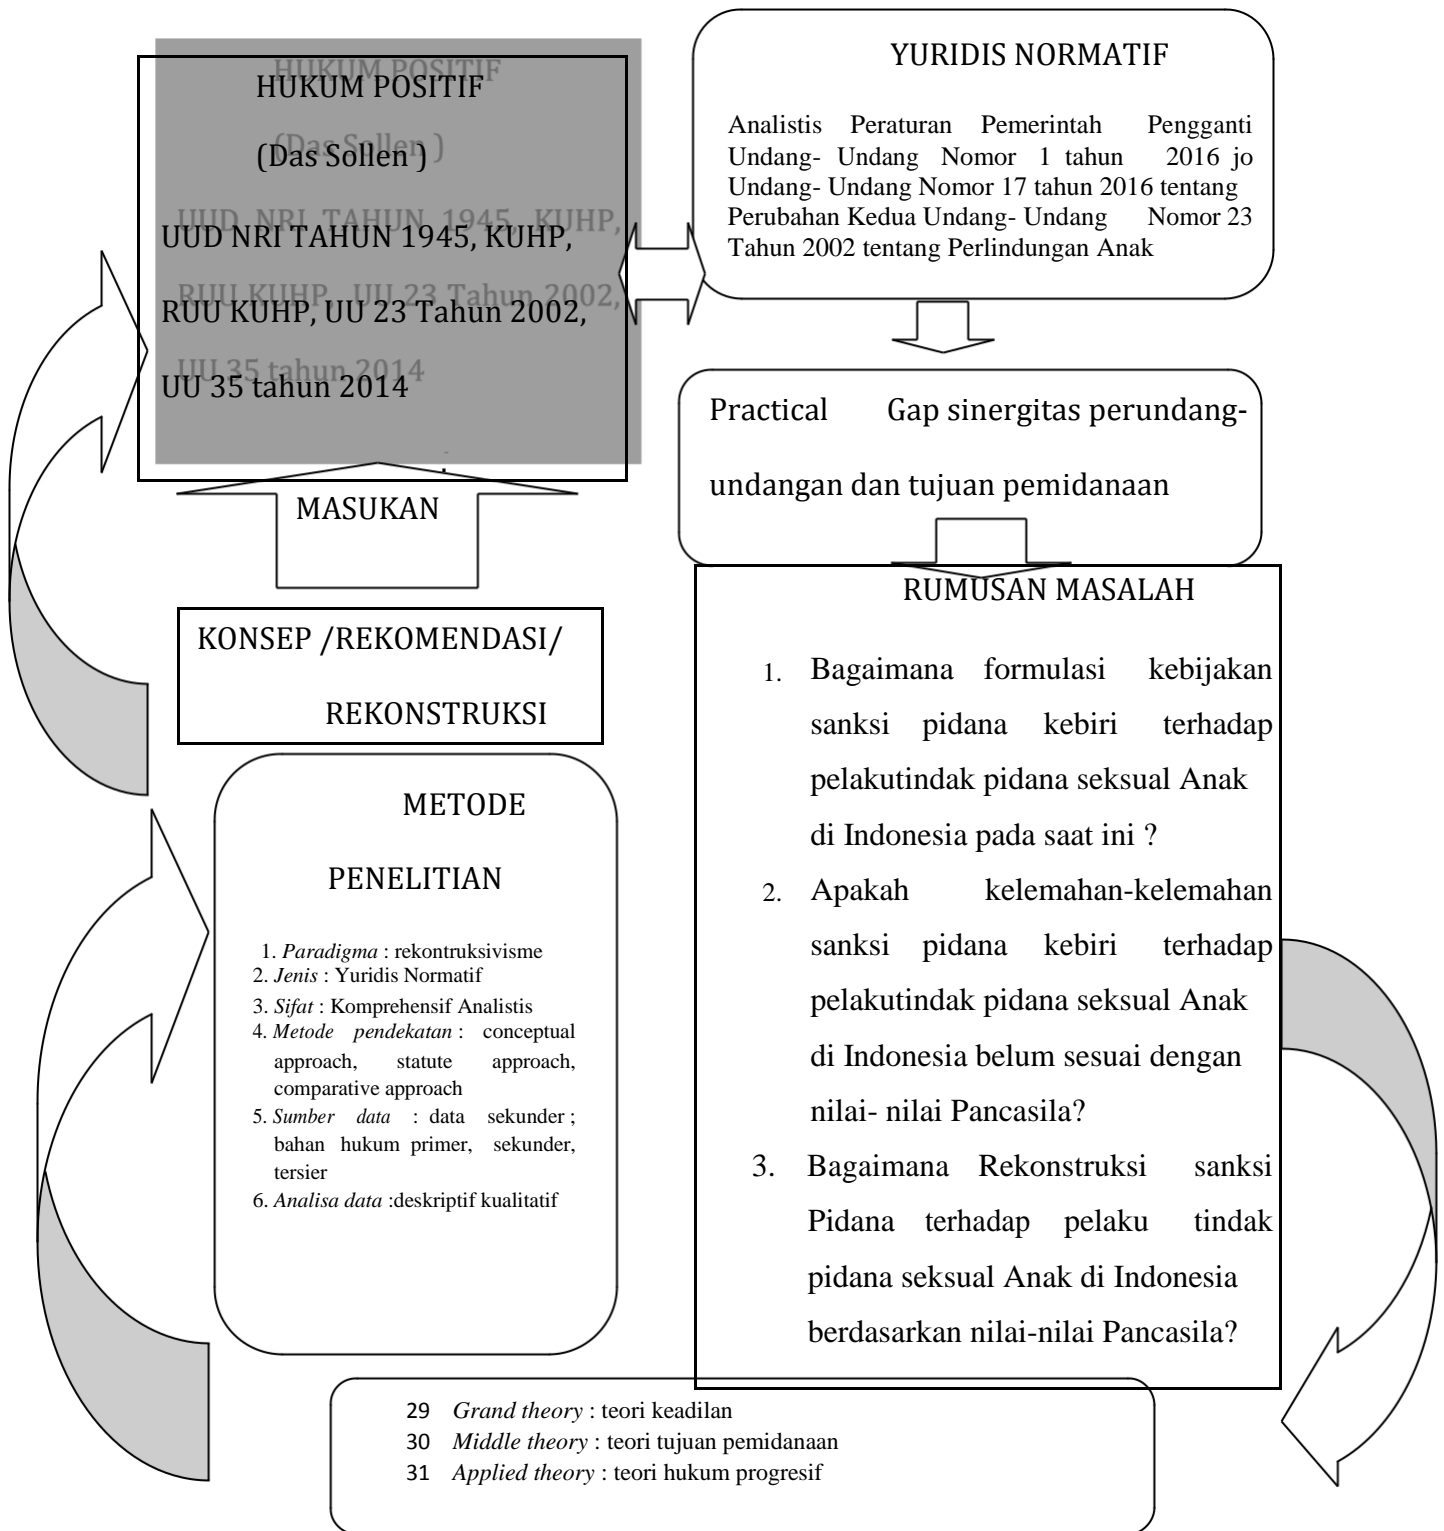 HUKUM POSITIF
(Das Sollen )
UUD NRI TAHUN 1945, KUHP,
RUU KUHP, UU 23 Tahun 2002,
UU 35 tahun 2014
YURIDIS NORMATIF
Analistis Peraturan Pemerintah Pengganti
Undang- Undang Nomor 1 tahun 2016 jo
Undang- Undang Nomor 17 tahun 2016 tentang
Perubahan Kedua Undang- Undang Nomor 23
Tahun 2002 tentang Perlindungan Anak
Practical Gap sinergitas perundang-
undangan dan tujuan pemidanaan
RUMUSAN MASALAH
1. Bagaimana formulasi kebijakan
sanksi pidana kebiri terhadap
pelakutindak pidana seksual Anak
di Indonesia pada saat ini ?
2. Apakah kelemahan-kelemahan
sanksi pidana kebiri terhadap
pelakutindak pidana seksual Anak
di Indonesia belum sesuai dengan
nilai- nilai Pancasila?
3. Bagaimana Rekonstruksi sanksi
Pidana terhadap pelaku tindak
pidana seksual Anak di Indonesia
berdasarkan nilai-nilai Pancasila?
MASUKAN
KONSEP /REKOMENDASI/
REKONSTRUKSI
METODE
PENELITIAN
1. Paradigma : rekontruksivisme
2. Jenis : Yuridis Normatif
3. Sifat : Komprehensif Analistis
4. Metode pendekatan : conceptual
approach, statute approach,
comparative approach
5. Sumber data : data sekunder ;
bahan hukum primer, sekunder,
tersier
6. Analisa data :deskriptif kualitatif
29 Grand theory : teori keadilan
30 Middle theory : teori tujuan pemidanaan
31 Applied theory : teori hukum progresif